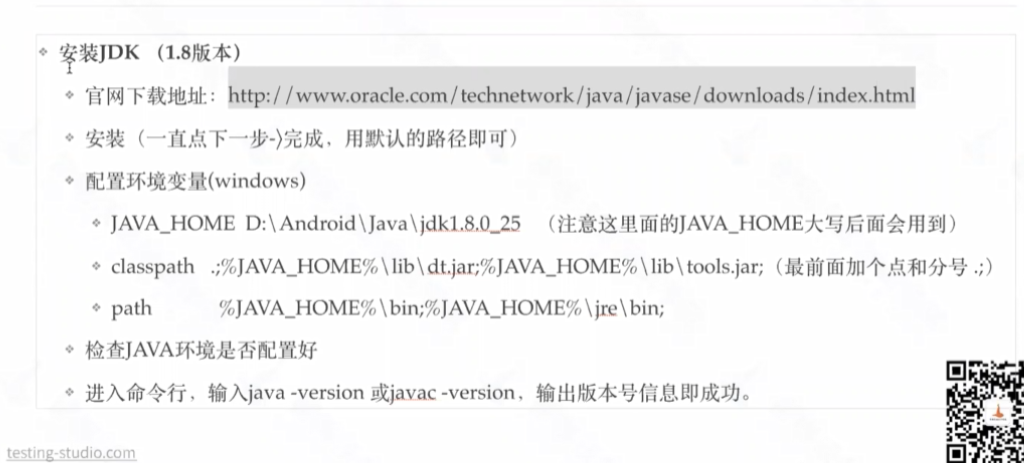 安装JDK （1.8版本）
官网下载地址：http://www.oracle.com/technetwork/java/javase/downloads/index.html
安装（一直点下一步-〉完成，用默认的路径即可）
配置环境变量(windows)
JAVA_HOME D:\Android\Java\jdk1.8.0_25 （注意这里面的JAVA_HOME大写后面会用到）
classpath .;%JAVA_HOME%\lib\dt.jar;%JAVA_HOME%\lib\tools.jar;（最前面加个点和分号 .;）
path %JAVA_HOME%\bin;%JAVA_HOME%\jre\bin;
检查JAVA环境是否配置好
进入命令行，输入java -version 或javac -version，输出版本号信息即成功。
testing-studio.com